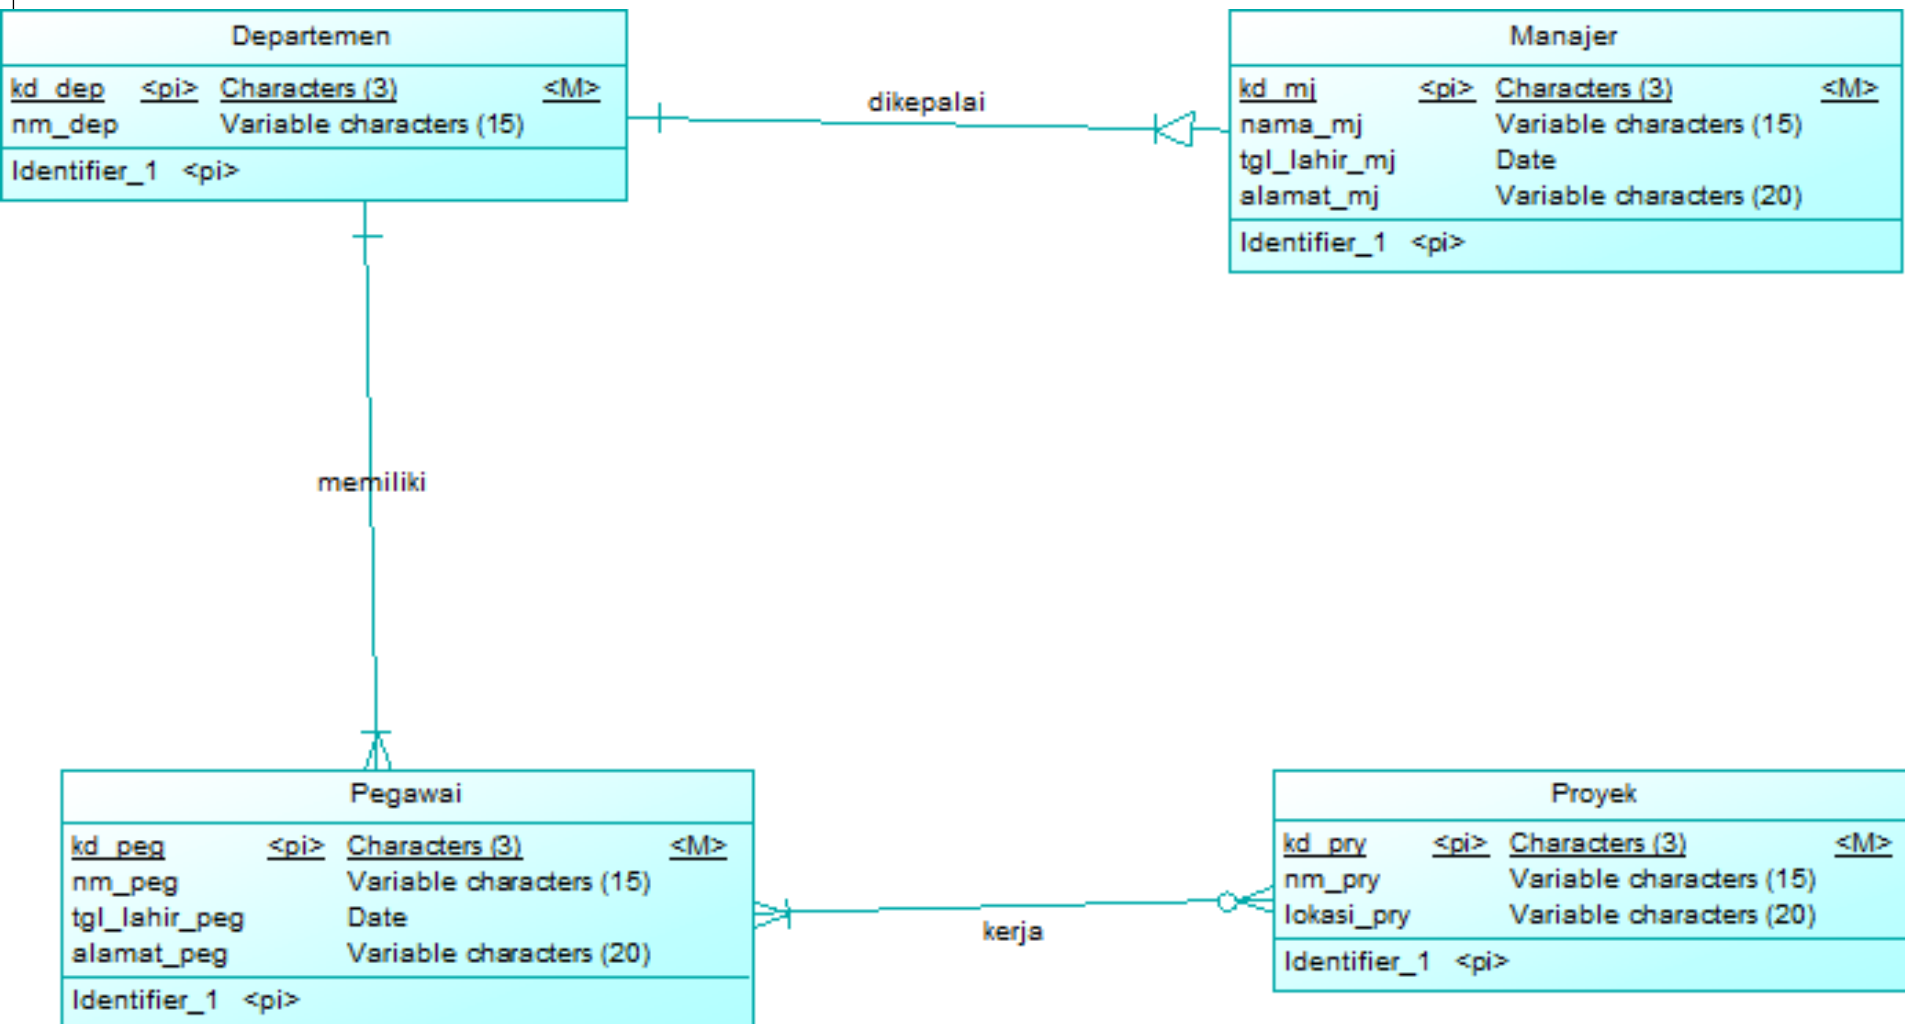 Departemen
kd_dep <pi> Characters (3) <M>
nm_dep Variable characters (15)
Identifier_1 <pi>
dikepalai
Manajer
kd_mj <pi> Characters (3) <M>
nama_mj Variable characters (15)
tgl_lahir_mj Date
alamat_mj Variable characters (20)
Identifier_1 <pi>
memiliki
Pegawai
kd_peg <pi> Characters (3) <M>
nm_peg Variable characters (15)
tgl_lahir_peg Date
alamat_peg Variable characters (20)
Identifier_1 <pi>
kerja
Proyek
kd_pry <pi> Characters (3) <M>
nm_pry Variable characters (15)
lokasi_pry Variable characters (20)
Identifier_1 <pi>